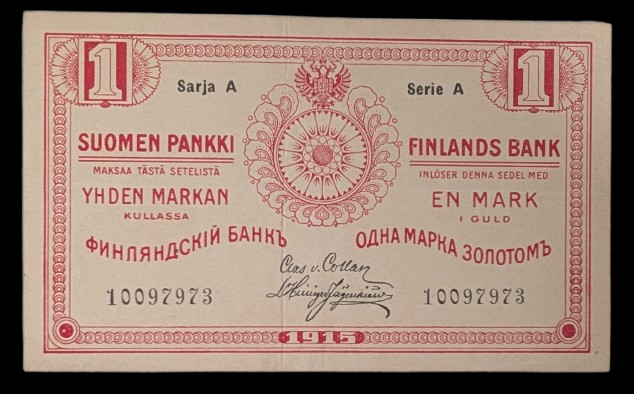 1
1
Sarja A
Serie A
SUOMEN PANKKI
MAKSAA TÄSTÄ SETELISTÄ
YHDEN MARKAN
KULLASSA
FINLANDS BANK
INLÖSER DENNA SEDEL MED
EN MARK
I GULD
ФИНЛЯНДСКІЙ БАНКЪ
ОДНА МАРКА ЗОЛОТОМЪ
Clas v. Collan
10097973
10097973
1915